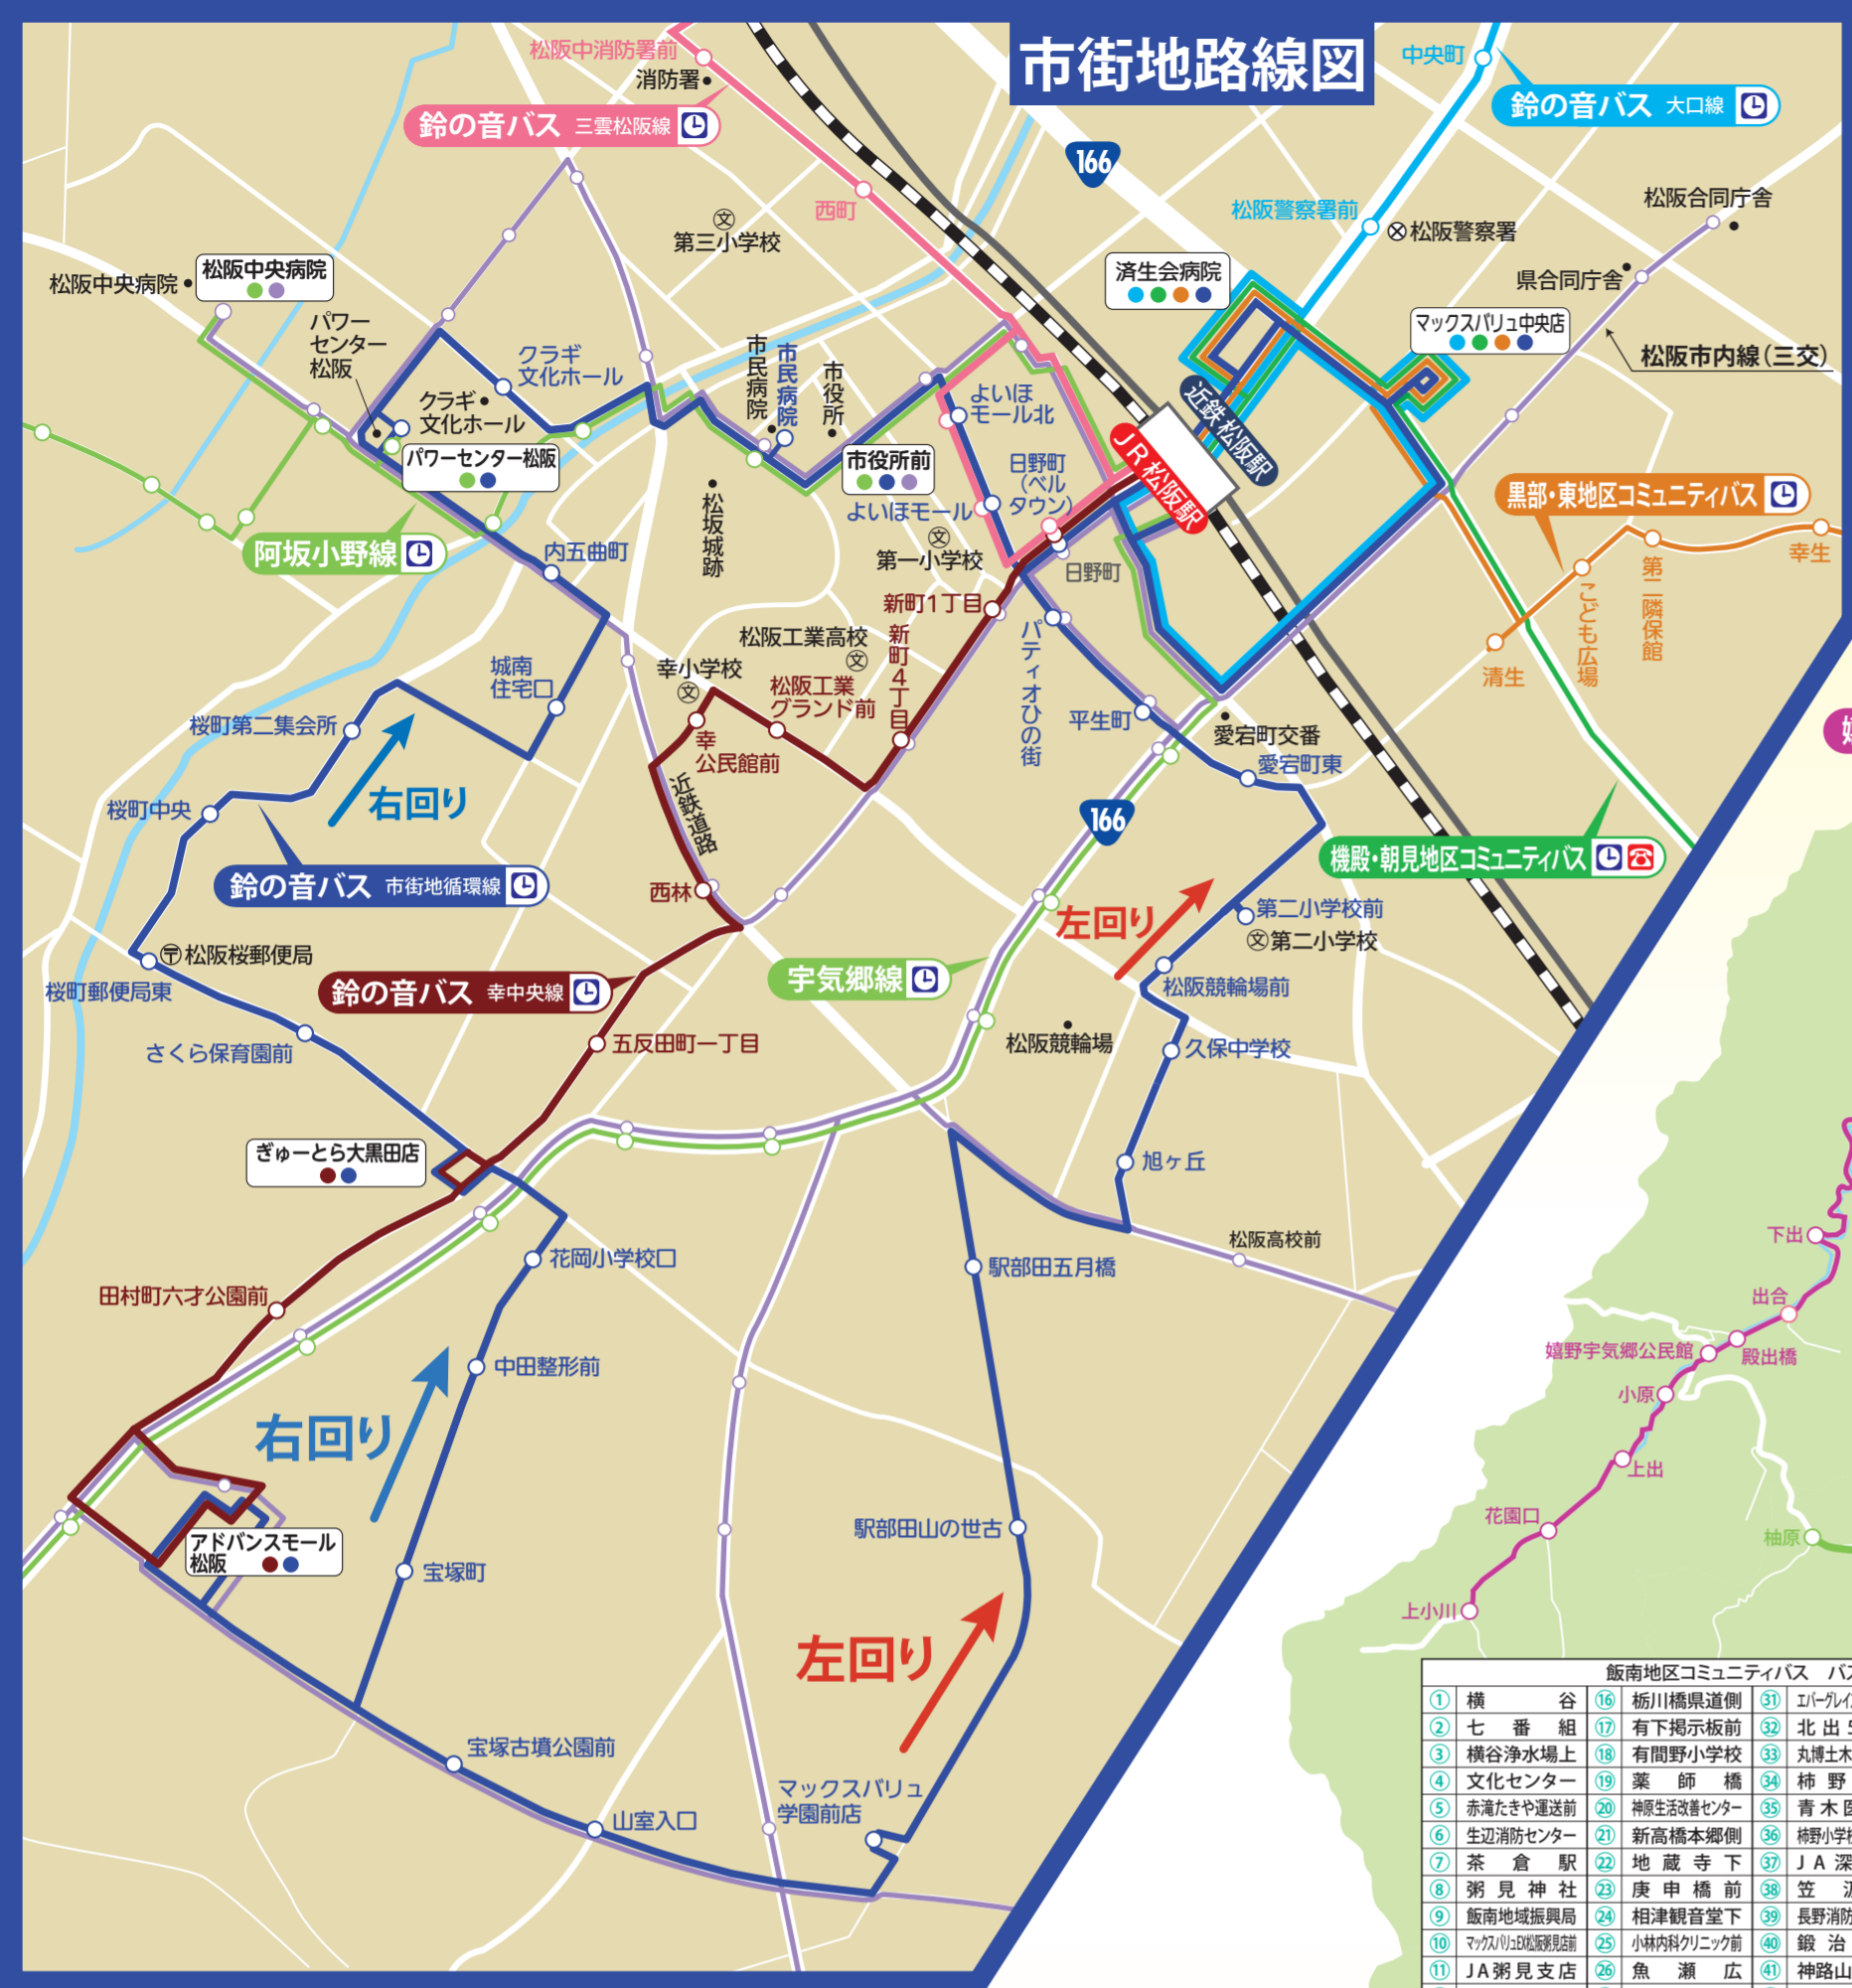 市街地路線図
松阪中消防署前
消防署
鈴の音バス 三雲松阪線
西町
第三小学校
166
中央町
鈴の音バス 大口線
松阪警察署前
松阪警察署
松阪合同庁舎
県合同庁舎
済生会病院
マックスバリュ中央店
松阪市内線(三交)
松阪中央病院
松阪中央病院
パワー
センター
松阪
クラギ
文化ホール
クラギ
文化ホール
パワーセンター松阪
市民病院
市民病院
市役所
市役所前
よいほ
モール北
よいほモール
日野町
(ベル
タウン)
近鉄松阪駅
JR松阪駅
黒部・東地区コミュニティバス
幸生
第二隣保館
こども広場
清生
阿坂小野線
内五曲町
松坂城跡
第一小学校
日野町
新町1丁目
松阪工業高校
新町4丁目
パティオひの街
幸小学校
松阪工業
グランド前
幸
公民館前
城南
住宅口
桜町第二集会所
右回り
桜町中央
鈴の音バス 市街地循環線
近鉄道路
平生町
愛宕町交番
愛宕町東
166
機殿・朝見地区コミュニティバス
西林
左回り
第二小学校前
第二小学校
松阪桜郵便局
桜町郵便局東
鈴の音バス 幸中央線
宇気郷線
松阪競輪場前
さくら保育園前
五反田町一丁目
松阪競輪場
久保中学校
ぎゅーとら大黒田店
旭ヶ丘
花岡小学校口
駅部田五月橋
松阪高校前
田村町六才公園前
中田整形前
右回り
アドバンスモール
松阪
宝塚町
駅部田山の世古
左回り
宝塚古墳公園前
マックスバリュ
学園前店
山室入口
下出
出合
嬉野宇気郷公民館
殿出橋
小原
上出
花園口
柚原
上小川
飯南地区コミュニティバス
① 横谷 ⑯ 栃川橋県道側 ㉛
② 七番組 ⑰ 有下掲示板前 ㉜ 北出
③ 横谷浄水場上 ⑱ 有間野小学校 ㉝ 丸博土木
④ 文化センター ⑲ 薬師橋 ㉞ 柿野
⑤ 赤滝たきや運送前 ⑳ 神原生活改善センター ㉟ 青木
⑥ 生辺消防センター ㉑ 新高橋本郷側 ㊱ 柿野小学
⑦ 茶倉駅 ㉒ 地蔵寺下 ㊲ JA深
⑧ 粥見神社 ㉓ 庚申橋前 ㊳ 笠
⑨ 飯南地域振興局 ㉔ 相津観音堂下 ㊴ 長野消防
⑩ マックスバリュEX松阪粥見店前 ㉕ 小林内科クリニック前 ㊵ 鍛治
⑪ JA粥見支店 ㉖ 魚瀬広 ㊶ 神路山